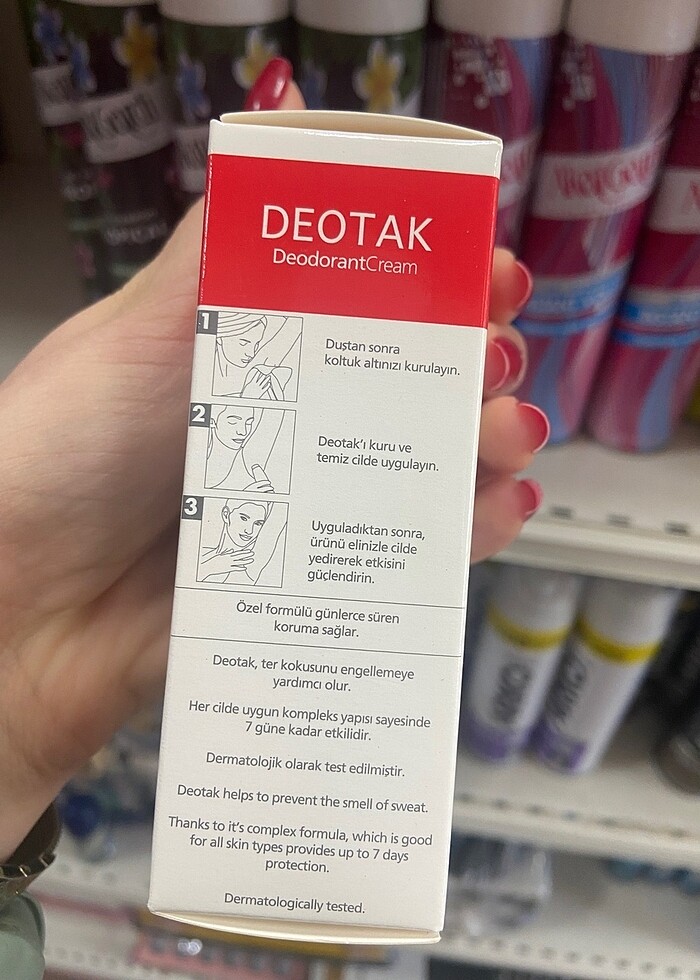 DEOTAK
DeodorantCream
1
Duştan sonra
koltuk altınızı kurulayın.
2
Deotak'ı kuru ve
temiz cilde uygulayın.
3
Uyguladıktan sonra,
ürünü elinizle cilde
yedirerek etkisini
güçlendirin.
Özel formülü günlerce süren
koruma sağlar.
Deotak, ter kokusunu engellemeye
yardımcı olur.
Her cilde uygun kompleks yapısı sayesinde
7 güne kadar etkilidir.
Dermatolojik olarak test edilmiştir.
Deotak helps to prevent the smell of sweat.
Thanks to it's complex formula, which is good
for all skin types provides up to 7 days
protection.
Dermatologically tested.